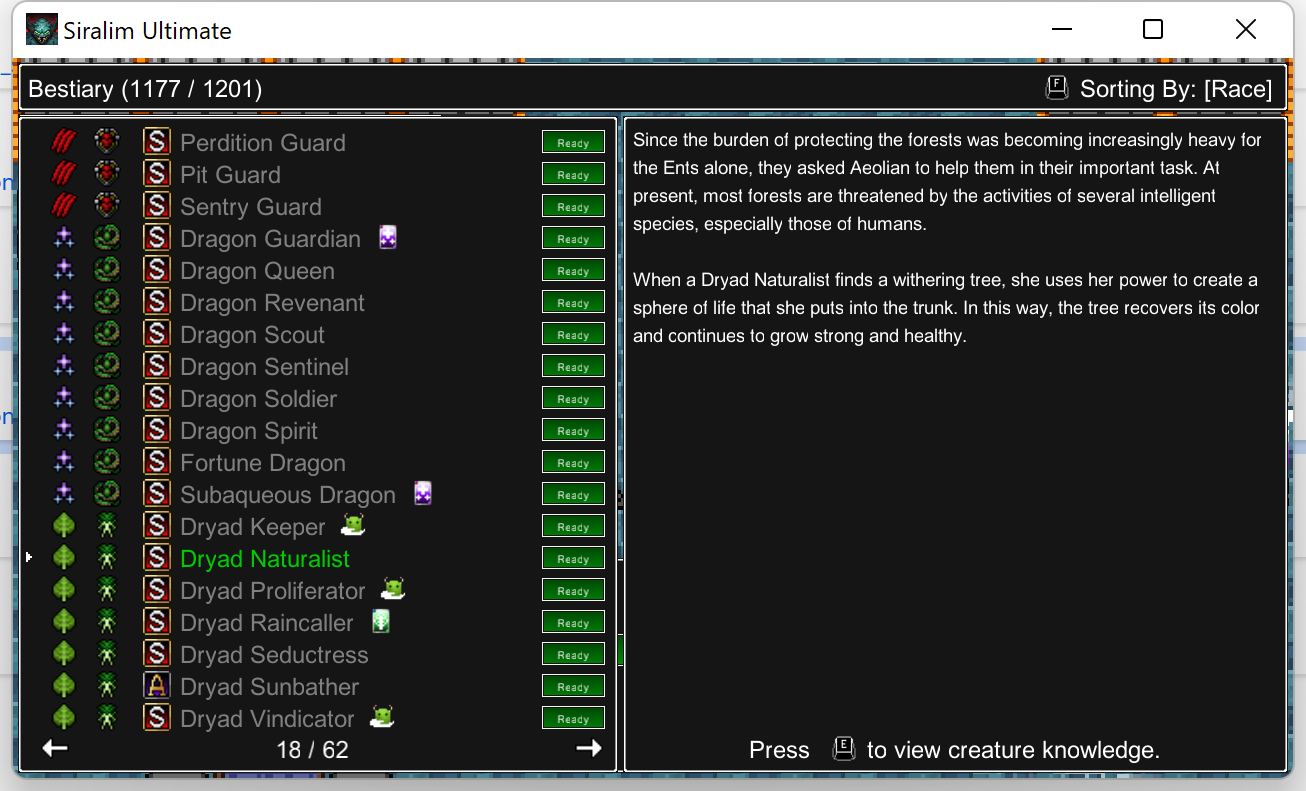 Siralim Ultimate
Bestiary (1177 / 1201)
F Sorting By: [Race]
S Perdition Guard Ready
S Pit Guard Ready
S Sentry Guard Ready
S Dragon Guardian Ready
S Dragon Queen Ready
S Dragon Revenant Ready
S Dragon Scout Ready
S Dragon Sentinel Ready
S Dragon Soldier Ready
S Dragon Spirit Ready
S Fortune Dragon Ready
S Subaqueous Dragon Ready
S Dryad Keeper Ready
S Dryad Naturalist Ready
S Dryad Proliferator Ready
S Dryad Raincaller Ready
S Dryad Seductress Ready
A Dryad Sunbather Ready
S Dryad Vindicator Ready
18 / 62
Since the burden of protecting the forests was becoming increasingly heavy for
the Ents alone, they asked Aeolian to help them in their important task. At
present, most forests are threatened by the activities of several intelligent
species, especially those of humans.
When a Dryad Naturalist finds a withering tree, she uses her power to create a
sphere of life that she puts into the trunk. In this way, the tree recovers its color
and continues to grow strong and healthy.
Press E to view creature knowledge.